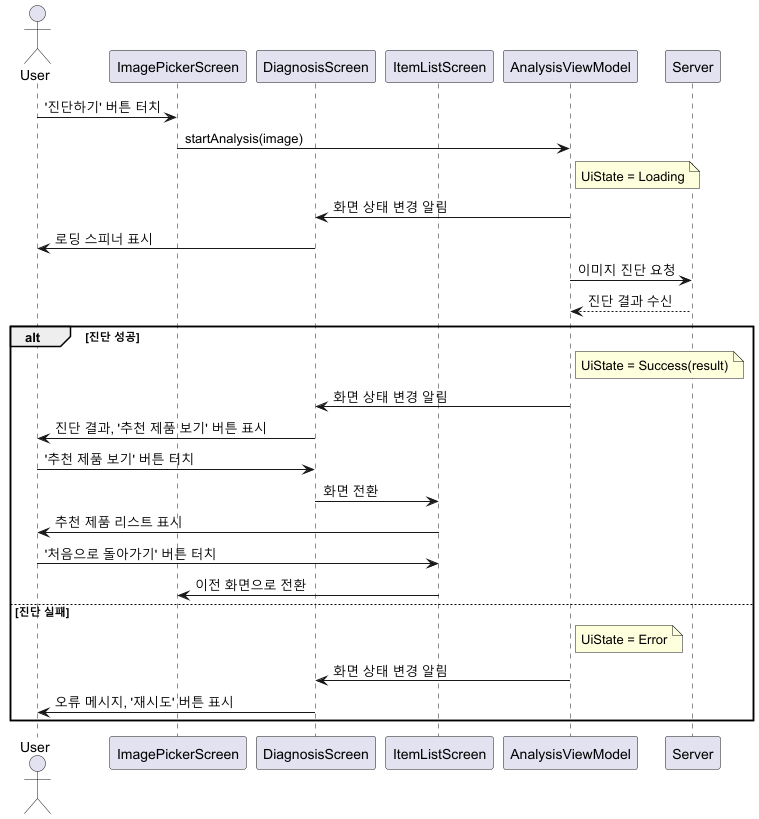 User
ImagePickerScreen
DiagnosisScreen
ItemListScreen
AnalysisViewModel
Server
'진단하기' 버튼 터치
startAnalysis(image)
UiState = Loading
화면 상태 변경 알림
로딩 스피너 표시
이미지 진단 요청
진단 결과 수신
alt
[진단 성공]
UiState = Success(result)
화면 상태 변경 알림
진단 결과, '추천 제품 보기' 버튼 표시
'추천 제품 보기' 버튼 터치
화면 전환
추천 제품 리스트 표시
'처음으로 돌아가기' 버튼 터치
이전 화면으로 전환
[진단 실패]
UiState = Error
화면 상태 변경 알림
오류 메시지, '재시도' 버튼 표시
User
ImagePickerScreen
DiagnosisScreen
ItemListScreen
AnalysisViewModel
Server